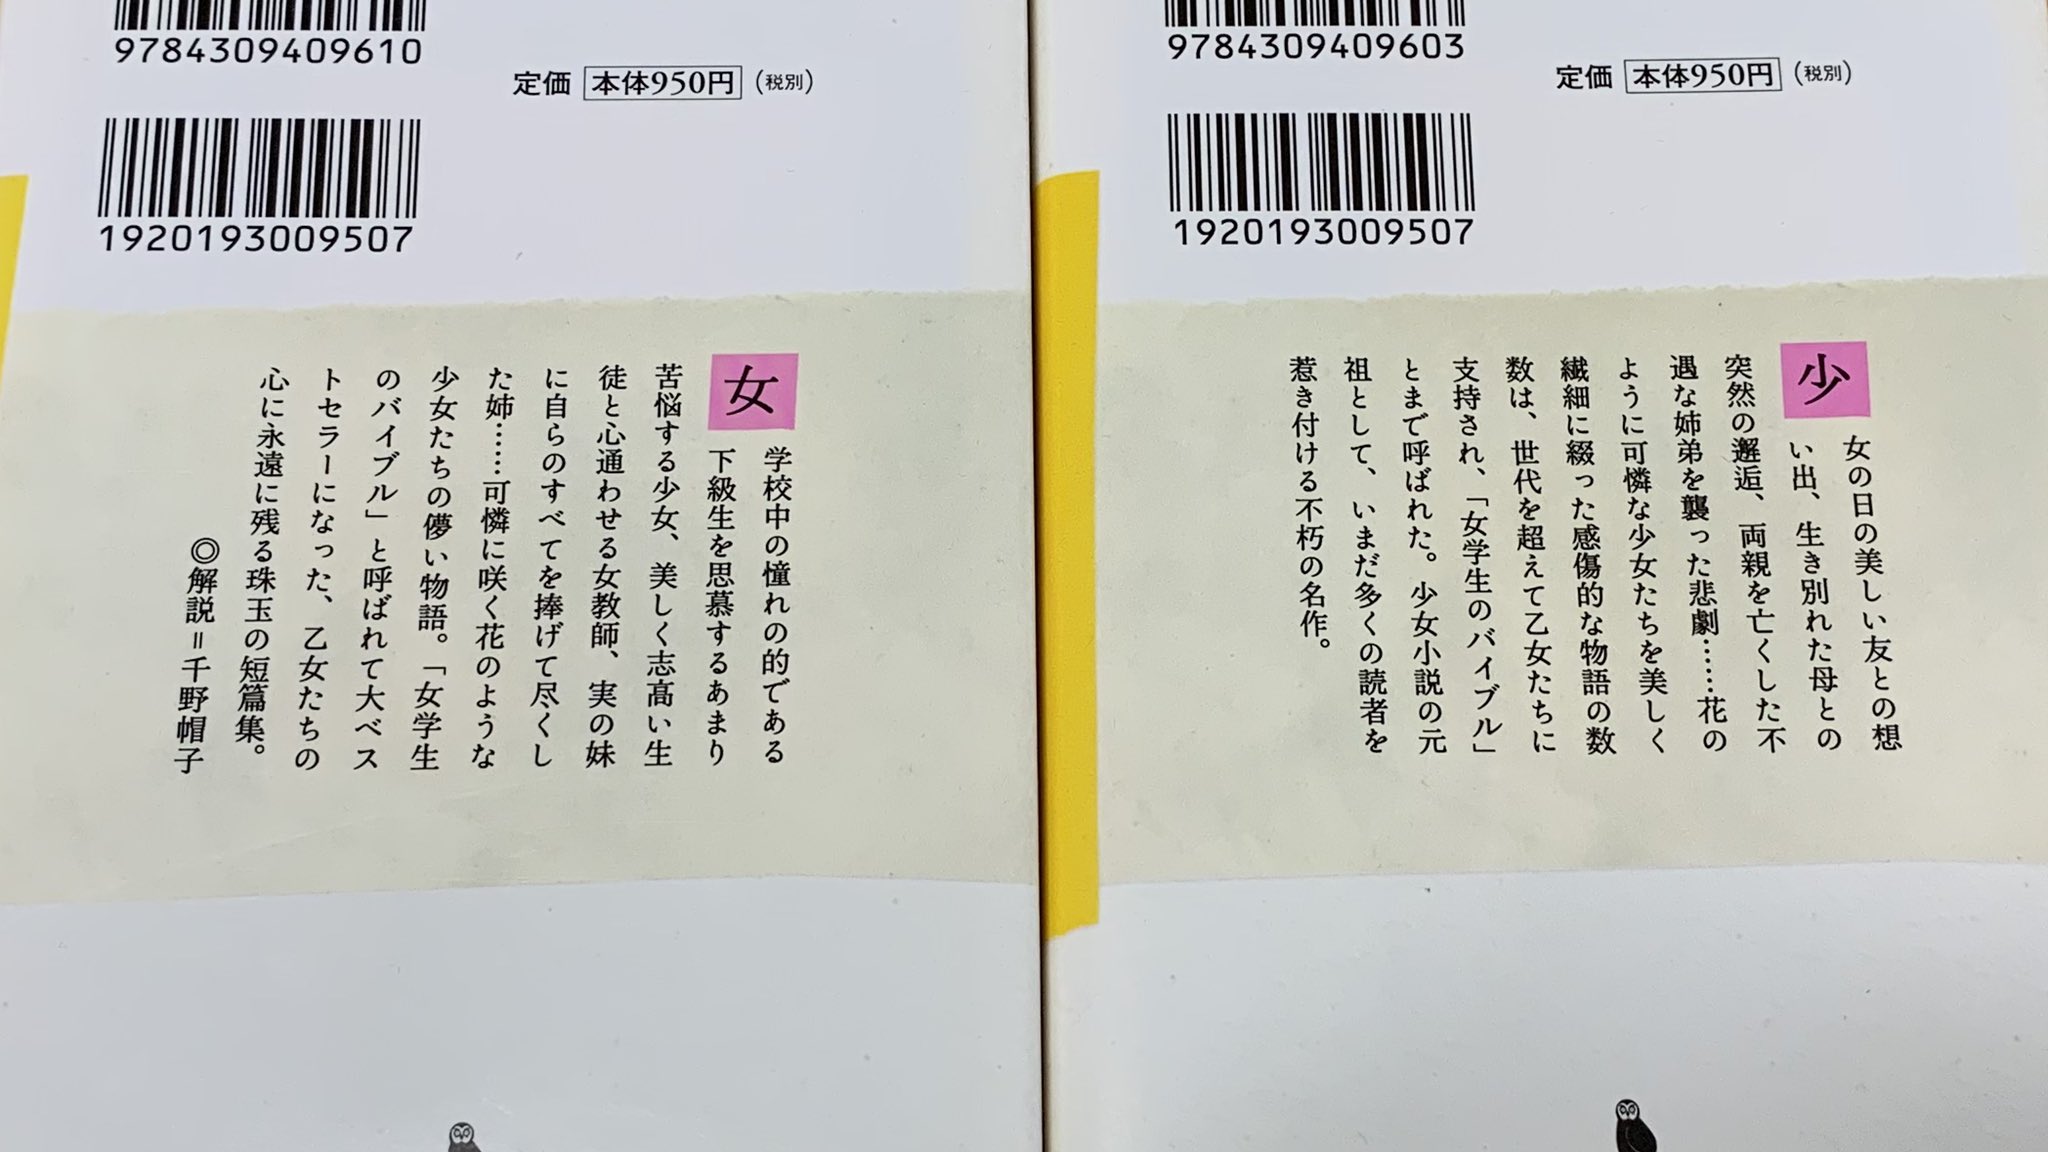 9784309409610
定価 本体950円（税別）
1920193009507
女学校中の憧れの的である
下級生を思慕するあまり
苦悩する少女、美しく志高い生
徒と心通わせる女教師、実の妹
に自らのすべてを捧げて尽くし
た姉……可憐に咲く花のような
少女たちの儚い物語。「女学生
のバイブル」と呼ばれて大ベス
トセラーになった、乙女たちの
心に永遠に残る珠玉の短篇集。
◎解説＝千野帽子
9784309409603
定価 本体950円（税別）
1920193009507
少女の日の美しい友との想
い出、生き別れた母との
突然の邂逅、両親を亡くした不
遇な姉弟を襲った悲劇……花の
ように可憐な少女たちを美しく
繊細に綴った感傷的な物語の数
数は、世代を超えて乙女たちに
支持され、「女学生のバイブル」
とまで呼ばれた。少女小説の元
祖として、いまだ多くの読者を
惹き付ける不朽の名作。